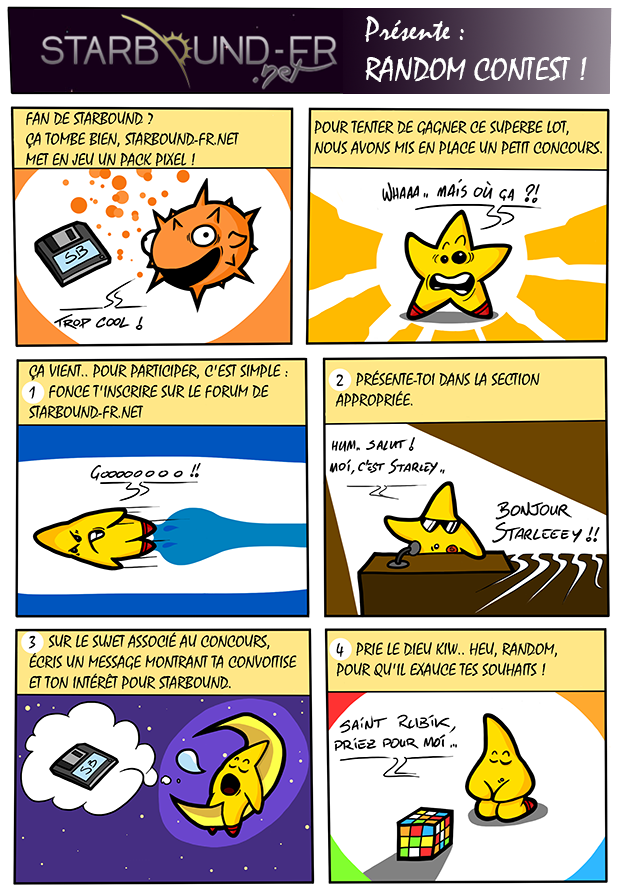 STARBOUND-FR
.net
Présente :
RANDOM CONTEST !
FAN DE STARBOUND ?
ÇA TOMBE BIEN, STARBOUND-FR.NET
MET EN JEU UN PACK PIXEL !
SB
TROP COOL !
POUR TENTER DE GAGNER CE SUPERBE LOT,
NOUS AVONS MIS EN PLACE UN PETIT CONCOURS.
WHAAA.. MAIS OÙ ÇA ?!
ÇA VIENT.. POUR PARTICIPER, C'EST SIMPLE :
1 FONCE T'INSCRIRE SUR LE FORUM DE
STARBOUND-FR.NET
GOOOOOOOO !!
2 PRÉSENTE-TOI DANS LA SECTION
APPROPRIÉE.
HUM.. SALUT !
MOI, C'EST STARLEY..
BONJOUR
STARLEEEY !!
3 SUR LE SUJET ASSOCIÉ AU CONCOURS,
ÉCRIS UN MESSAGE MONTRANT TA CONVOITISE
ET TON INTÉRÊT POUR STARBOUND.
SB
4 PRIE LE DIEU KIW.. HEU, RANDOM,
POUR QU'IL EXAUCE TES SOUHAITS !
SAINT RUBIK,
PRIEZ POUR MOI...